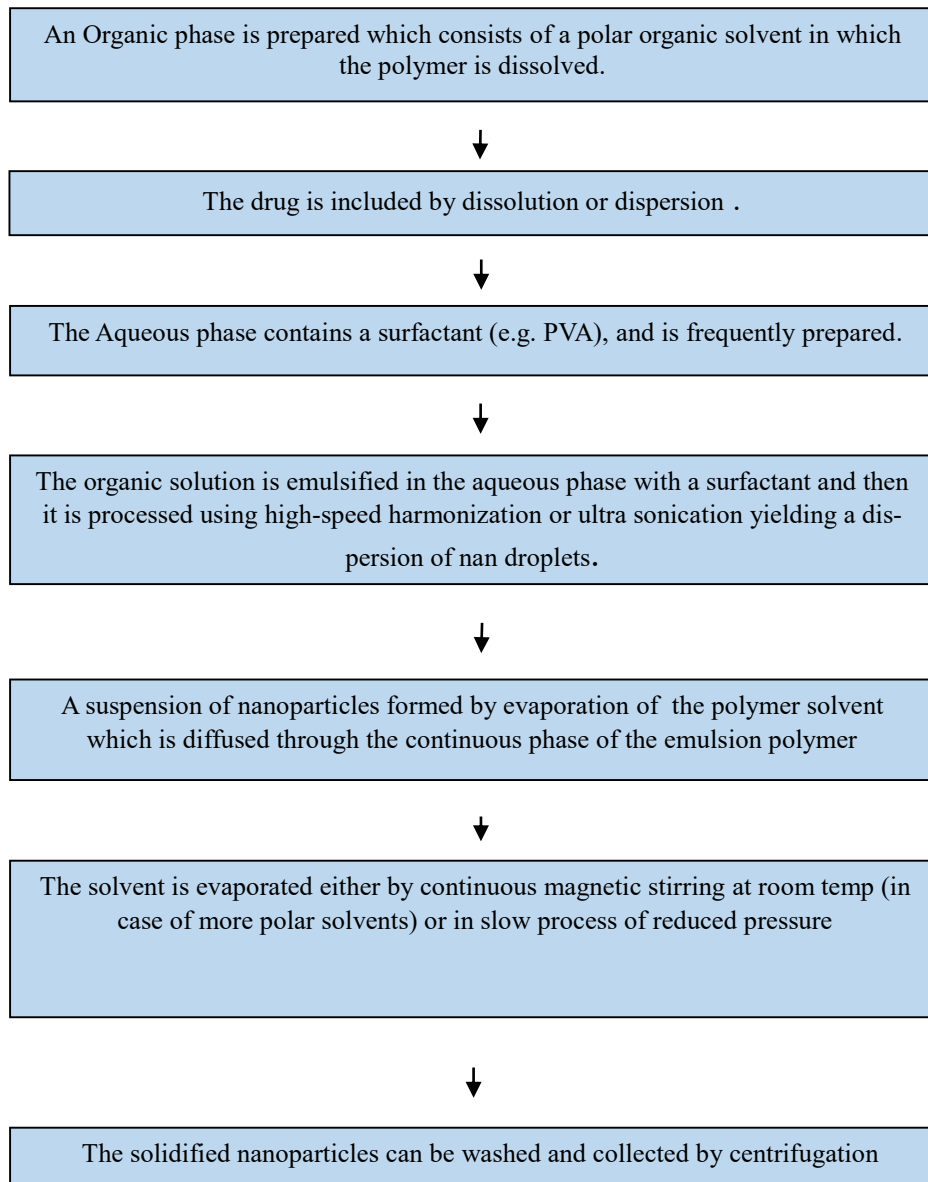 An Organic phase is prepared which consists of a polar organic solvent in which
the polymer is dissolved.
The drug is included by dissolution or dispersion .
The Aqueous phase contains a surfactant (e.g. PVA), and is frequently prepared.
The organic solution is emulsified in the aqueous phase with a surfactant and then
it is processed using high-speed harmonization or ultra sonication yielding a dis-
persion of nan droplets.
A suspension of nanoparticles formed by evaporation of  the polymer solvent
which is diffused through the continuous phase of the emulsion polymer
The solvent is evaporated either by continuous magnetic stirring at room temp (in
case of more polar solvents) or in slow process of reduced pressure
The solidified nanoparticles can be washed and collected by centrifugation